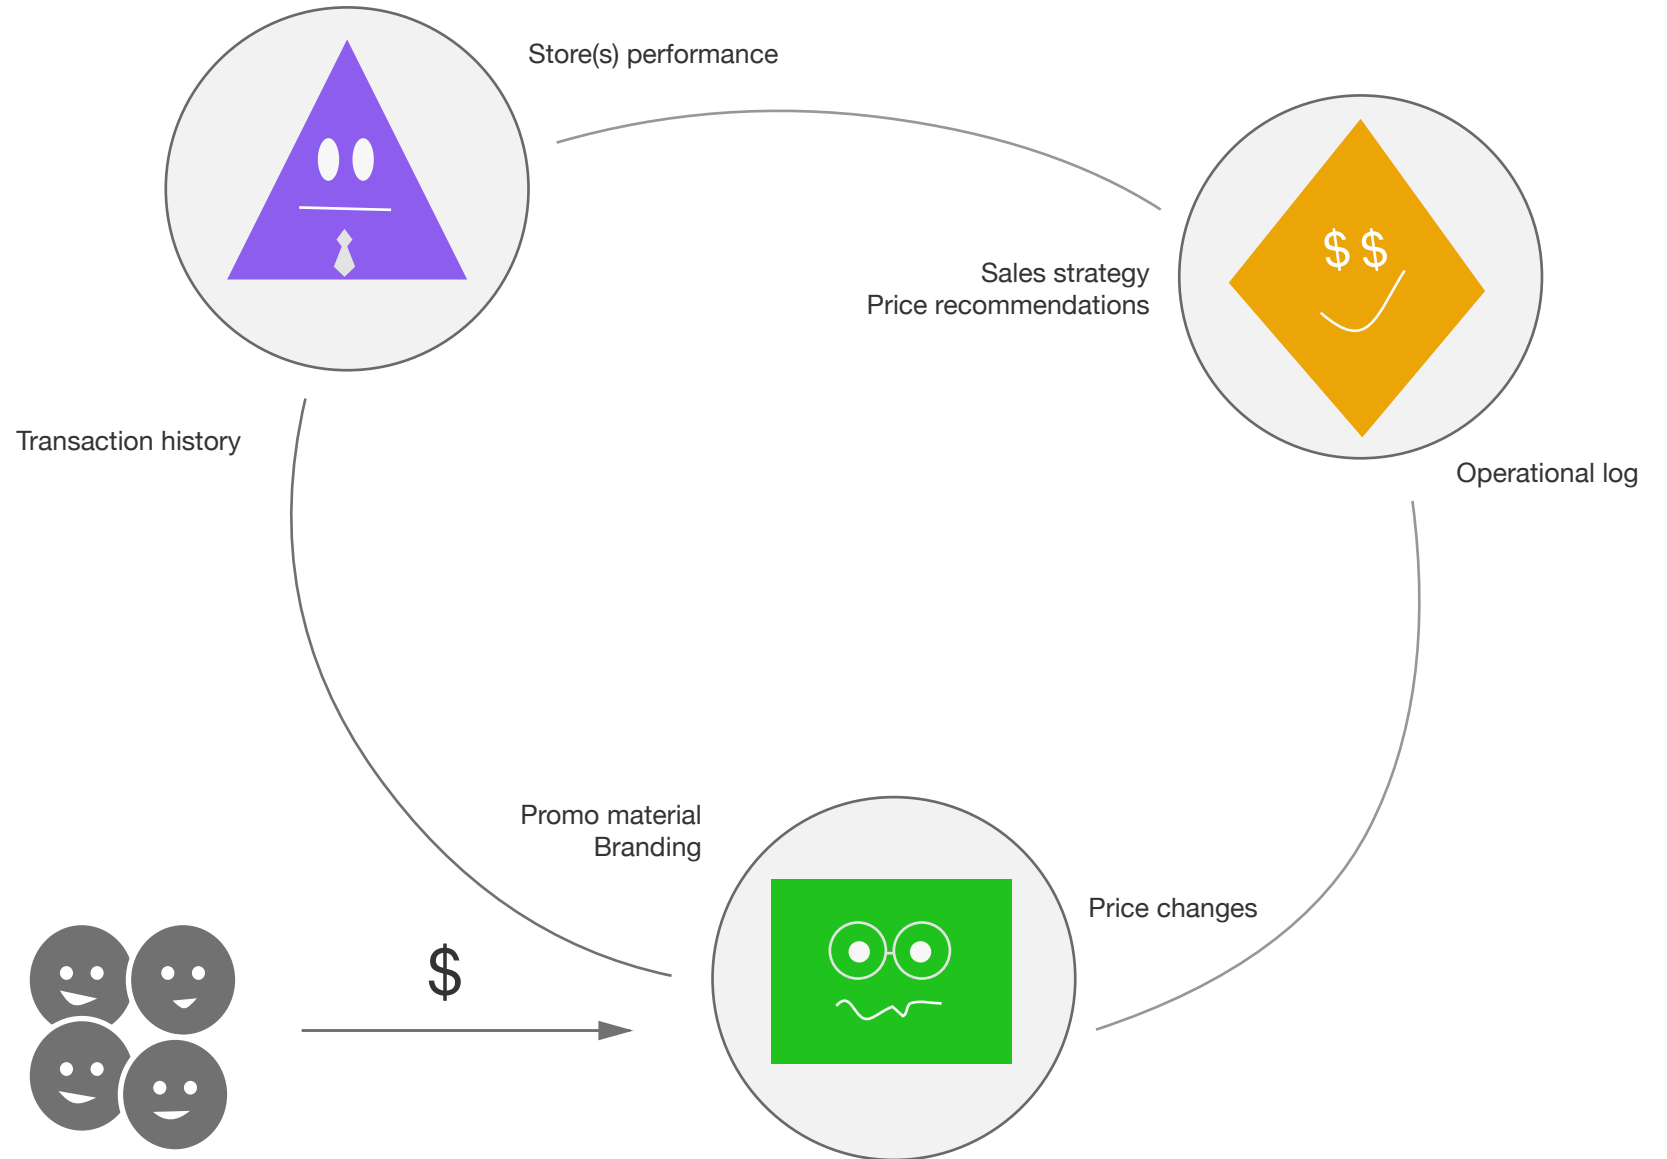 Store(s) performance
$ $
Sales strategy
Price recommendations
Transaction history
Operational log
Promo material
Branding
Price changes
$